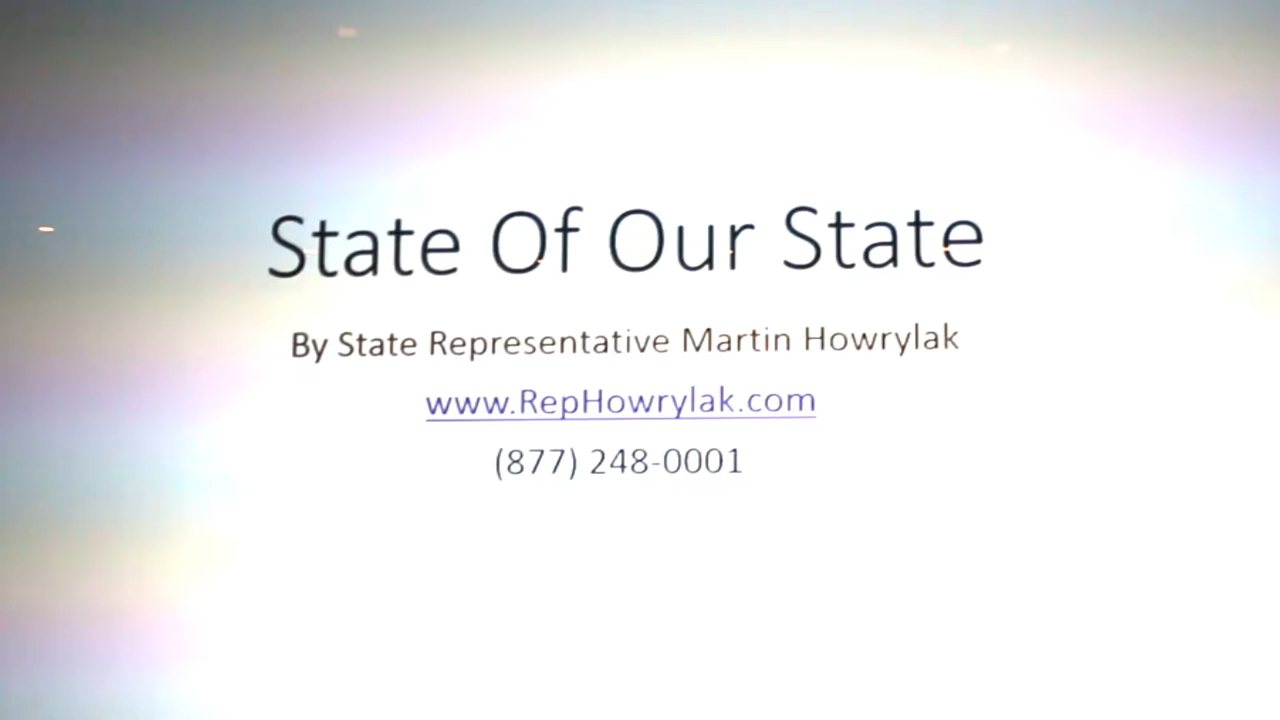 State Of Our State
By State Representative Martin Howrylak
www.RepHowrylak.com
(877) 248-0001